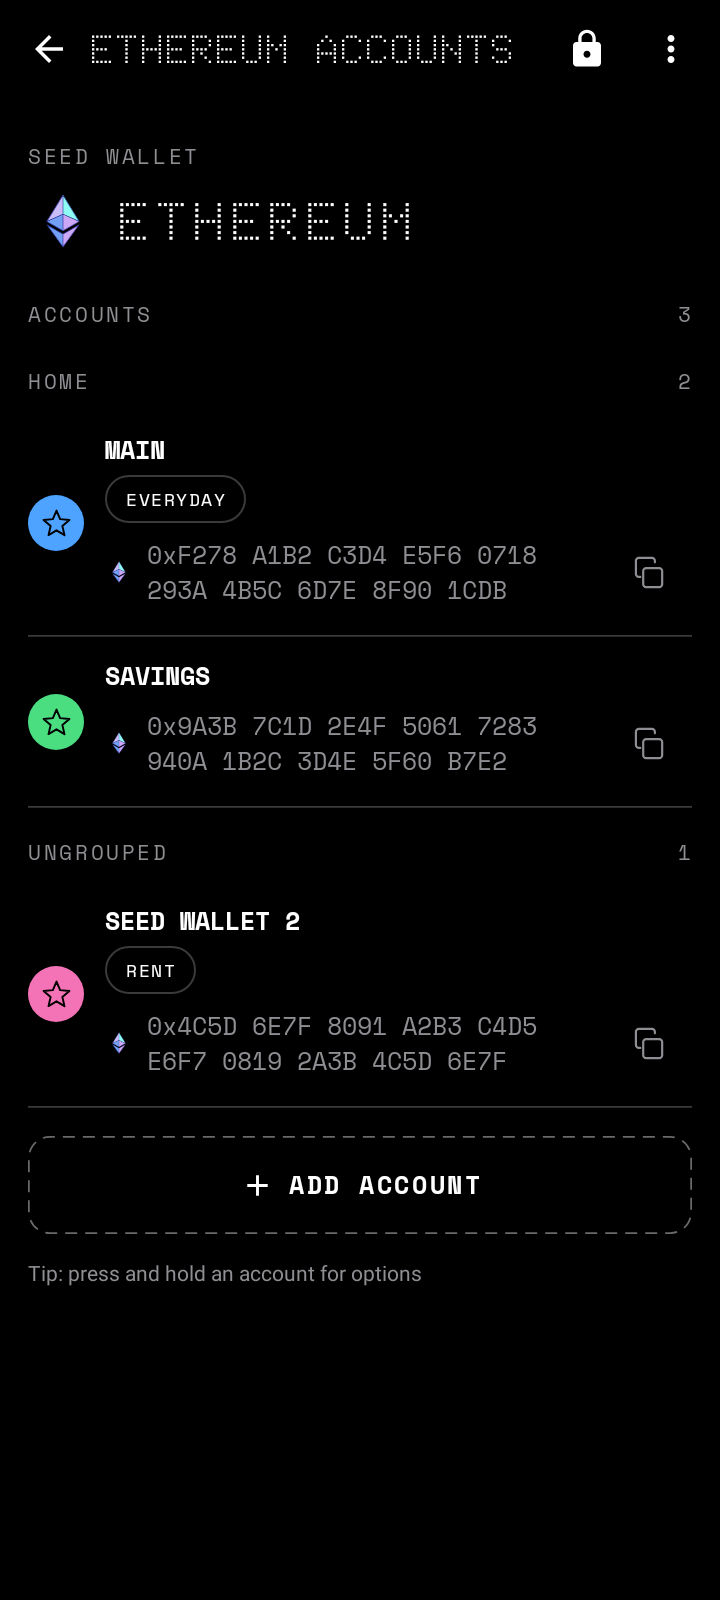 ETHEREUM ACCOUNTS
SEED WALLET
ETHEREUM
ACCOUNTS 3
HOME 2
MAIN
EVERYDAY
0xF278 A1B2 C3D4 E5F6 0718
293A 4B5C 6D7E 8F90 1CDB
SAVINGS
0x9A3B 7C1D 2E4F 5061 7283
940A 1B2C 3D4E 5F60 B7E2
UNGROUPED 1
SEED WALLET 2
RENT
0x4C5D 6E7F 8091 A2B3 C4D5
E6F7 0819 2A3B 4C5D 6E7F
+ ADD ACCOUNT
Tip: press and hold an account for options